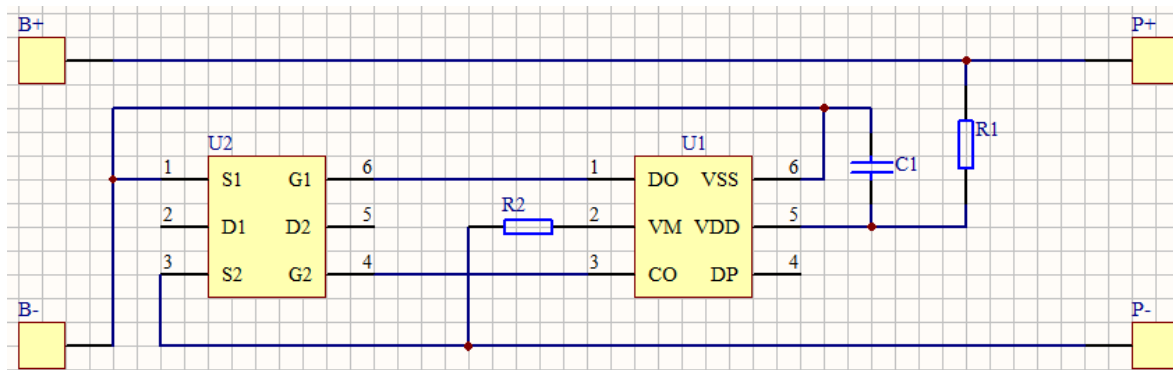 B+ P+
U2 U1 R1
1 S1 G1 6 1 DO VSS 6 C1
R2
2 D1 D2 5 2 VM VDD 5
3 S2 G2 4 3 CO DP 4
B- P-